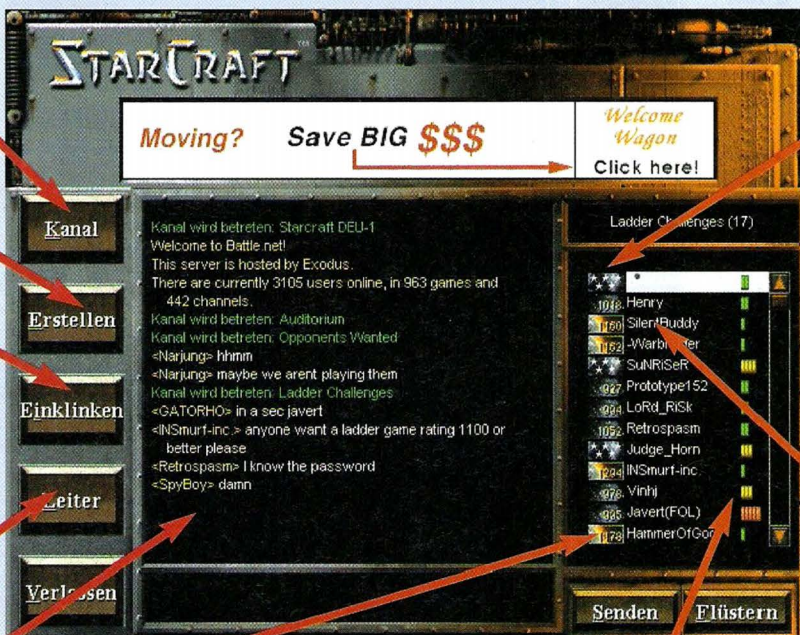 STARCRAFT
Moving? Save BIG $$$
Welcome
Wagon
Click here!
Kanal
Erstellen
Einklinken
Leiter
Verlassen
Kanal wird betreten: Starcraft DEU-1
Welcome to Battle.net!
This server is hosted by Exodus.
There are currently 3105 users online, in 963 games and
442 channels.
Kanal wird betreten: Auditorium
Kanal wird betreten: Opponents Wanted
<Narjung> hhmm
<Narjung> maybe we arent playing them
Kanal wird betreten: Ladder Challenges
<GATORHO> in a sec javert
<INSmurf-inc.> anyone want a ladder game rating 1100 or
better please
<Retrospasm> I know the password
<SpyBoy> damn
Ladder Challenges (17)
1018 Henry
1160 SilentBuddy
1162
SuNRiSeR
927 Prototype152
994 LoRd_RiSk
1052 Retrospasm
Judge_Horn
1294 INSmurf-inc.
978 Vinhj
995 Javert(FOL)
1178
Senden
Flüstern